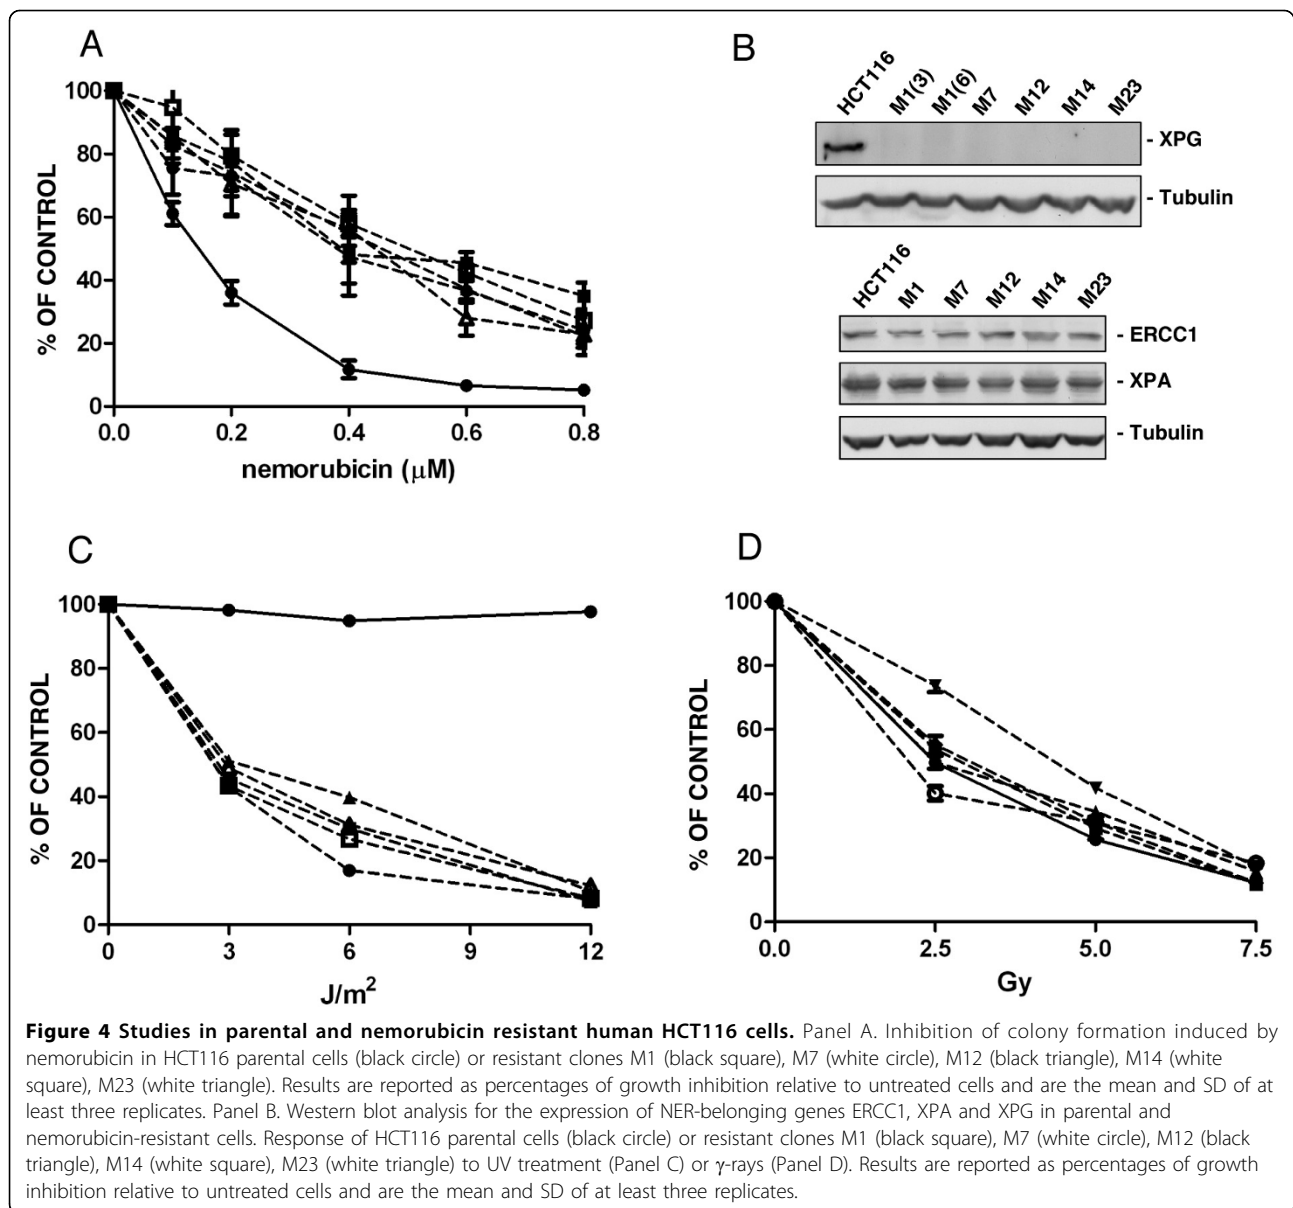 A
100
80
60
40
20
0
% OF CONTROL
0.0 0.2 0.4 0.6 0.8
nemorubicin (µM)
B
HCT116 M1(3) M1(6) M7 M12 M14 M23
- XPG
- Tubulin
HCT116 M1 M7 M12 M14 M23
- ERCC1
- XPA
- Tubulin
C
100
80
60
40
20
0
% OF CONTROL
0 3 6 9 12
J/m²
D
100
80
60
40
20
0
% OF CONTROL
0.0 2.5 5.0 7.5
Gy
Figure 4 Studies in parental and nemorubicin resistant human HCT116 cells. Panel A. Inhibition of colony formation induced by
nemorubicin in HCT116 parental cells (black circle) or resistant clones M1 (black square), M7 (white circle), M12 (black triangle), M14 (white
square), M23 (white triangle). Results are reported as percentages of growth inhibition relative to untreated cells and are the mean and SD of at
least three replicates. Panel B. Western blot analysis for the expression of NER-belonging genes ERCC1, XPA and XPG in parental and
nemorubicin-resistant cells. Response of HCT116 parental cells (black circle) or resistant clones M1 (black square), M7 (white circle), M12 (black
triangle), M14 (white square), M23 (white triangle) to UV treatment (Panel C) or γ-rays (Panel D). Results are reported as percentages of growth
inhibition relative to untreated cells and are the mean and SD of at least three replicates.